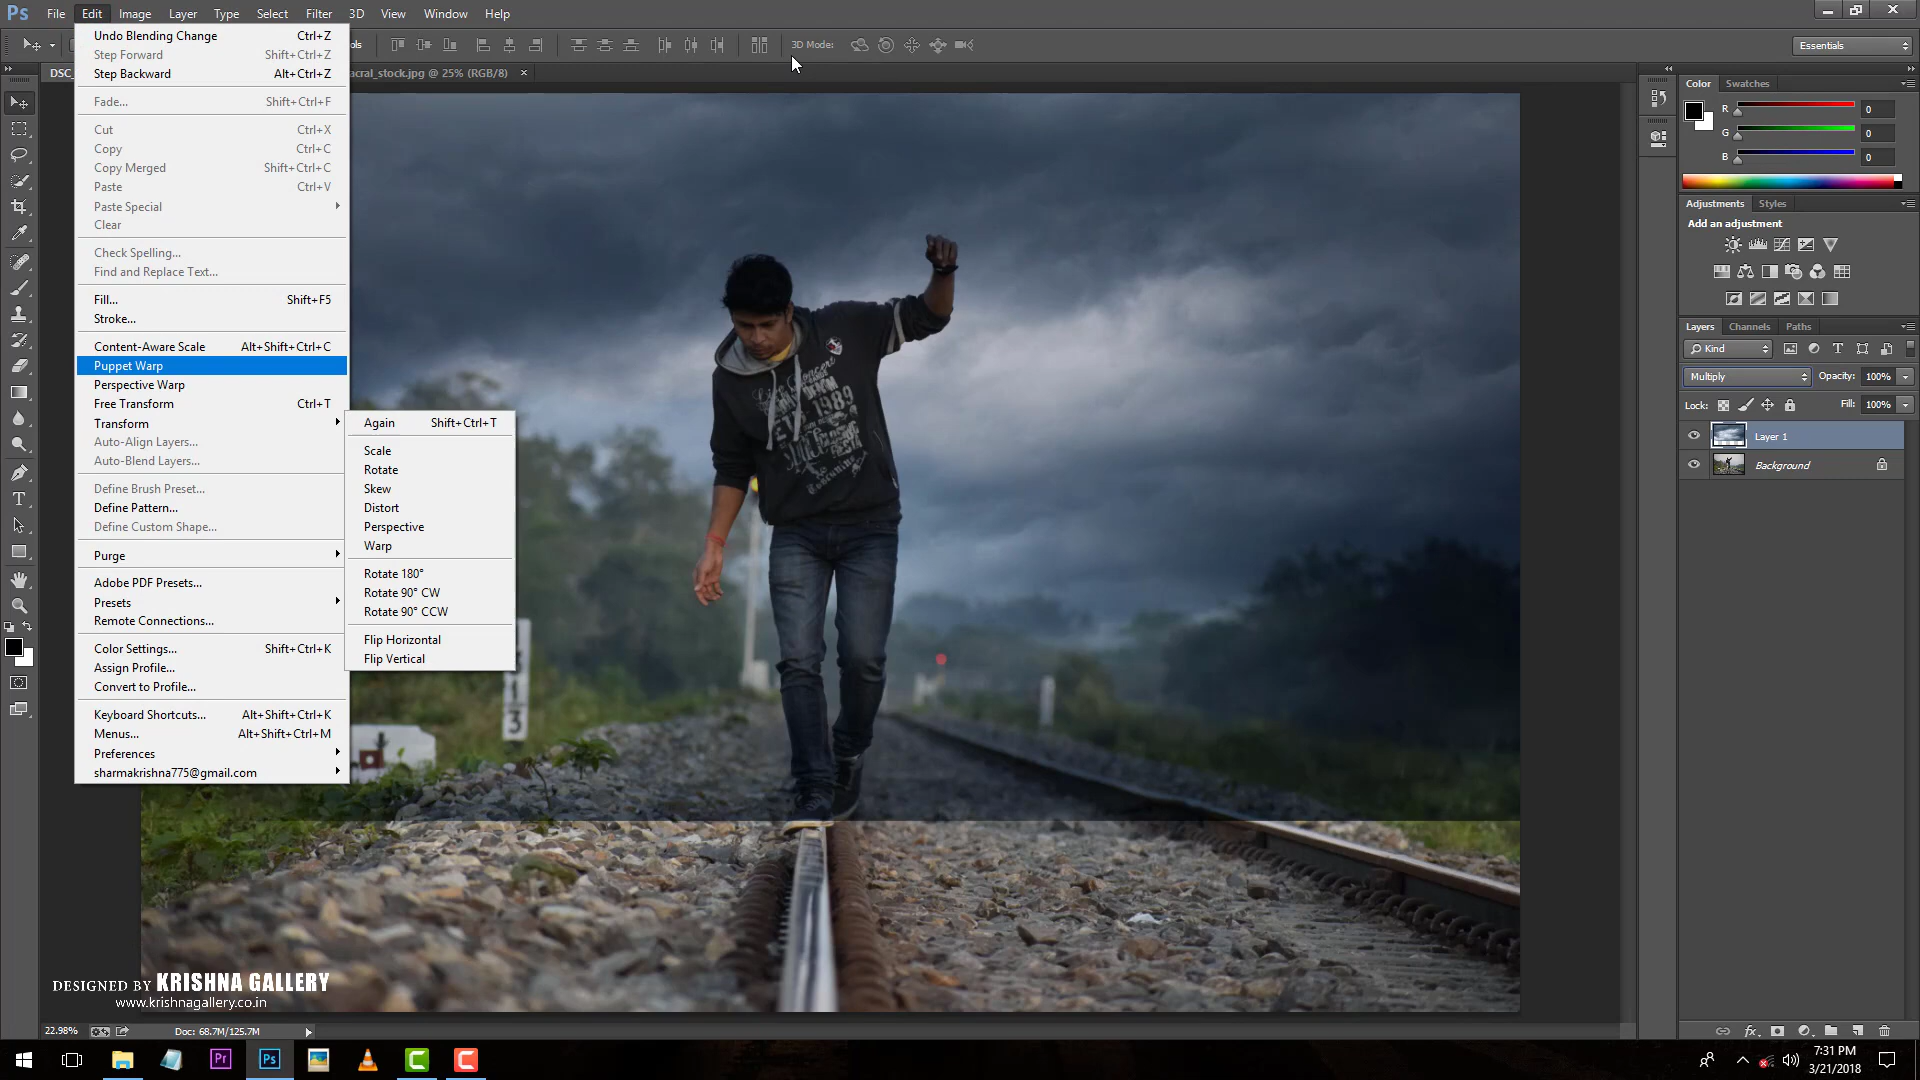 Ps File Edit Image Layer Type Select Filter 3D View Window Help
3D Mode: Essentials
DSC_ acral_stock.jpg @ 25% (RGB/8) ×
Undo Blending Change Ctrl+Z
Step Forward Shift+Ctrl+Z
Step Backward Alt+Ctrl+Z
Fade... Shift+Ctrl+F
Cut Ctrl+X
Copy Ctrl+C
Copy Merged Shift+Ctrl+C
Paste Ctrl+V
Paste Special
Clear
Check Spelling...
Find and Replace Text...
Fill... Shift+F5
Stroke...
Content-Aware Scale Alt+Shift+Ctrl+C
Puppet Warp
Perspective Warp
Free Transform Ctrl+T
Transform
Auto-Align Layers...
Auto-Blend Layers...
Define Brush Preset...
Define Pattern...
Define Custom Shape...
Purge
Adobe PDF Presets...
Presets
Remote Connections...
Color Settings... Shift+Ctrl+K
Assign Profile...
Convert to Profile...
Keyboard Shortcuts... Alt+Shift+Ctrl+K
Menus... Alt+Shift+Ctrl+M
Preferences
sharmakrishna775@gmail.com
Again Shift+Ctrl+T
Scale
Rotate
Skew
Distort
Perspective
Warp
Rotate 180°
Rotate 90° CW
Rotate 90° CCW
Flip Horizontal
Flip Vertical
1989
Color Swatches
R 0
G 0
B 0
Adjustments Styles
Add an adjustment
Layers Channels Paths
Kind
Multiply Opacity: 100%
Lock: Fill: 100%
Layer 1
Background
DESIGNED BY KRISHNA GALLERY
www.krishnagallery.co.in
22.98% Doc: 68.7M/125.7M
Pr Ps
7:31 PM
3/21/2018